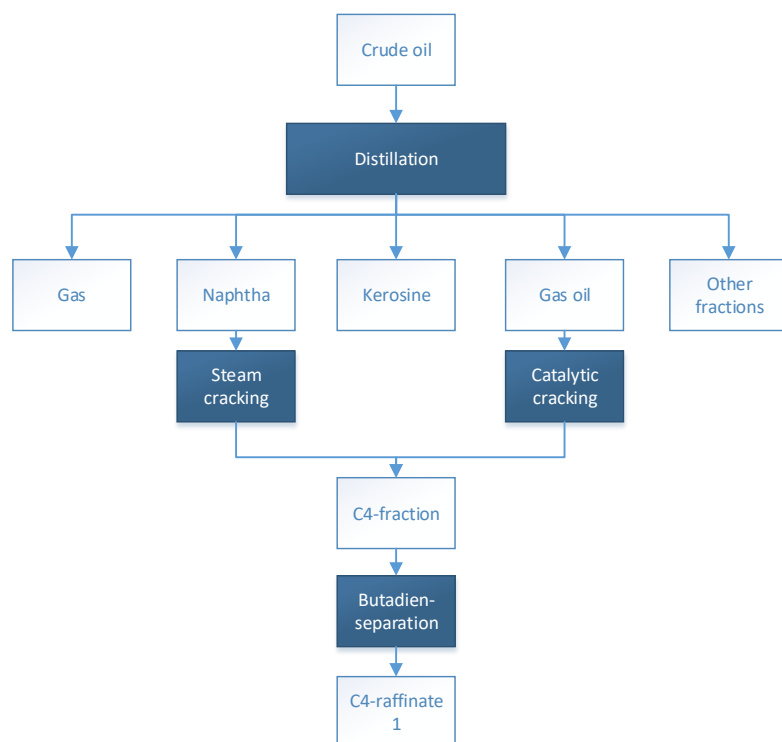 Crude oil
Distillation
Gas
Naphtha
Kerosine
Gas oil
Other
fractions
Steam
cracking
Catalytic
cracking
C4-fraction
Butadien-
separation
C4-raffinate
1